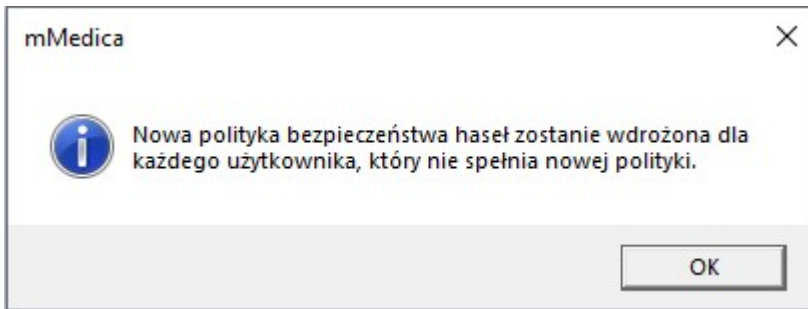 mMedica
Nowa polityka bezpieczeństwa haseł zostanie wdrożona dla
każdego użytkownika, który nie spełnia nowej polityki.
OK